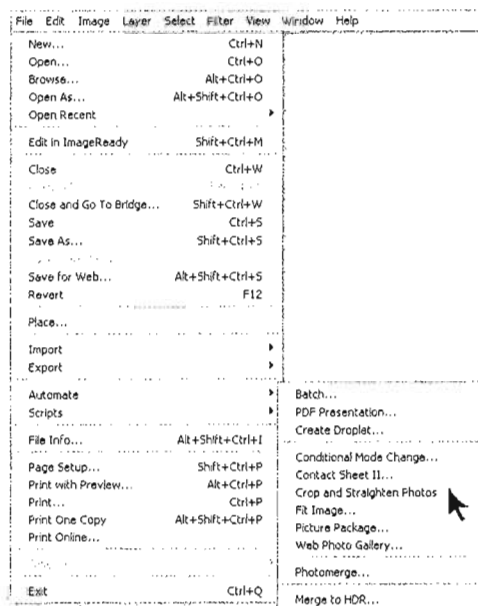 File Edit Image Layer Select Filter View Window Help
New... Ctrl+N
Open... Ctrl+O
Browse... Alt+Ctrl+O
Open As... Alt+Shift+Ctrl+O
Open Recent
Edit in ImageReady Shift+Ctrl+M
Close Ctrl+W
Close and Go To Bridge... Shift+Ctrl+W
Save Ctrl+S
Save As... Shift+Ctrl+S
Save for Web... Alt+Shift+Ctrl+S
Revert F12
Place...
Import
Export
Automate
Scripts
File Info... Alt+Shift+Ctrl+I
Page Setup... Shift+Ctrl+P
Print with Preview... Alt+Ctrl+P
Print... Ctrl+P
Print One Copy Alt+Shift+Ctrl+P
Print Online...
Exit Ctrl+Q
Batch...
PDF Presentation...
Create Droplet...
Conditional Mode Change...
Contact Sheet II...
Crop and Straighten Photos
Fit Image...
Picture Package...
Web Photo Gallery...
Photomerge...
Merge to HDR...